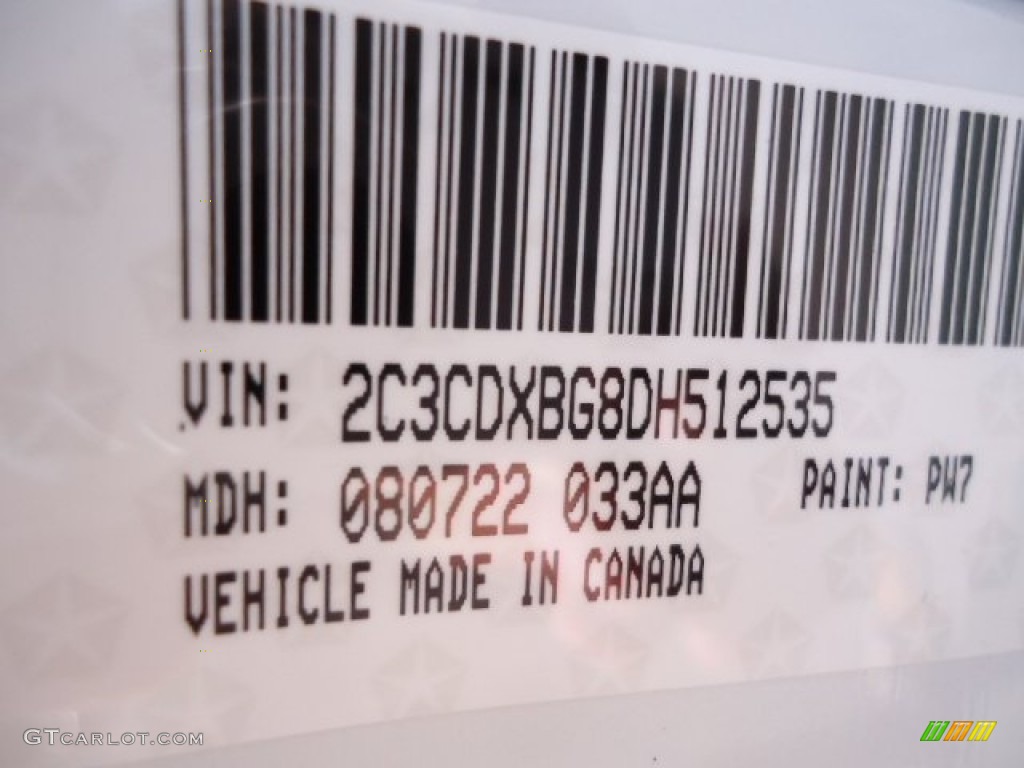 VIN: 2C3CDXBG8DH512535
MDH: 080722 033AA PAINT: PW7
VEHICLE MADE IN CANADA
GTCARLOT.COM